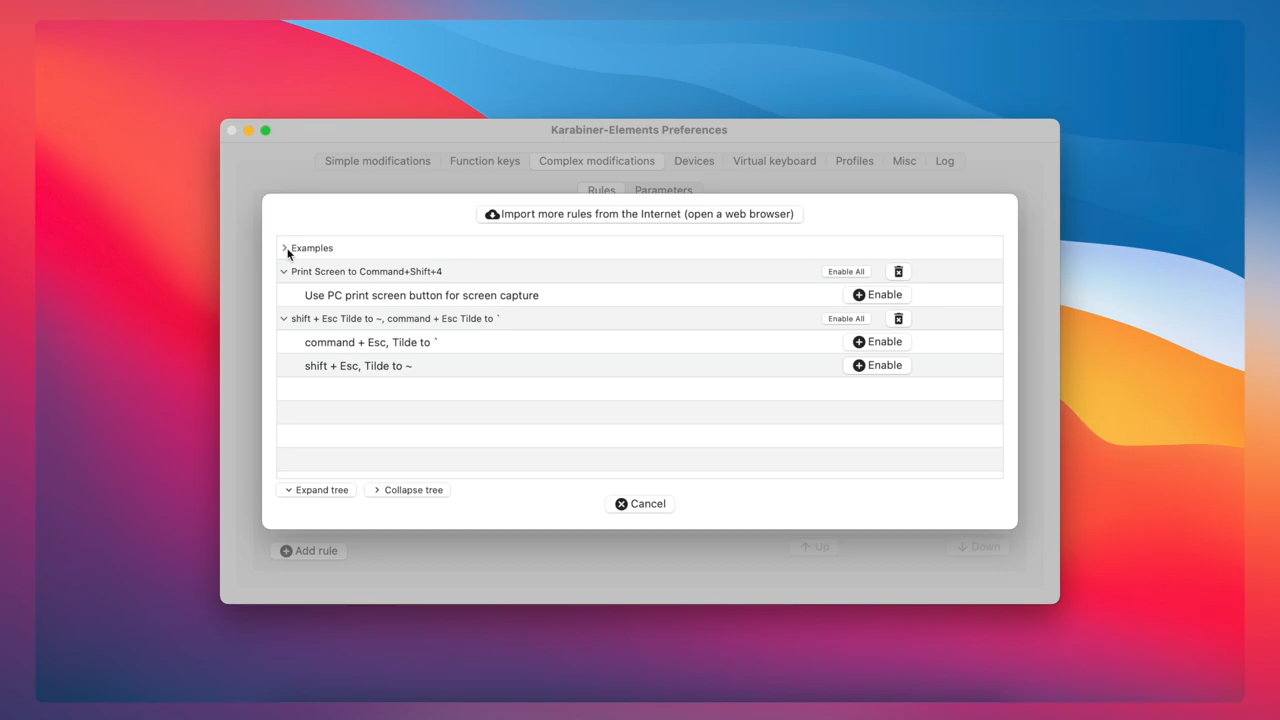 Karabiner-Elements Preferences
Simple modifications Function keys Complex modifications Devices Virtual keyboard Profiles Misc Log
Rules Parameters
Import more rules from the Internet (open a web browser)
Examples
Print Screen to Command+Shift+4 Enable All
Use PC print screen button for screen capture Enable
shift + Esc Tilde to ~, command + Esc Tilde to ` Enable All
command + Esc, Tilde to ` Enable
shift + Esc, Tilde to ~ Enable
Expand tree Collapse tree
Cancel
Add rule Up Down